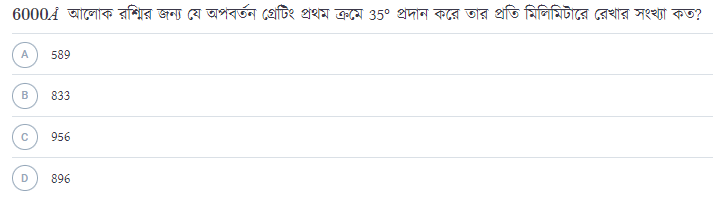 6000Å আলোক রশ্মির জন্য যে অপবর্তন গ্রেটিং প্রথম ক্রমে 35° প্রদান করে তার প্রতি মিলিমিটারে রেখার সংখ্যা কত?
A 589
B 833
C 956
D 896